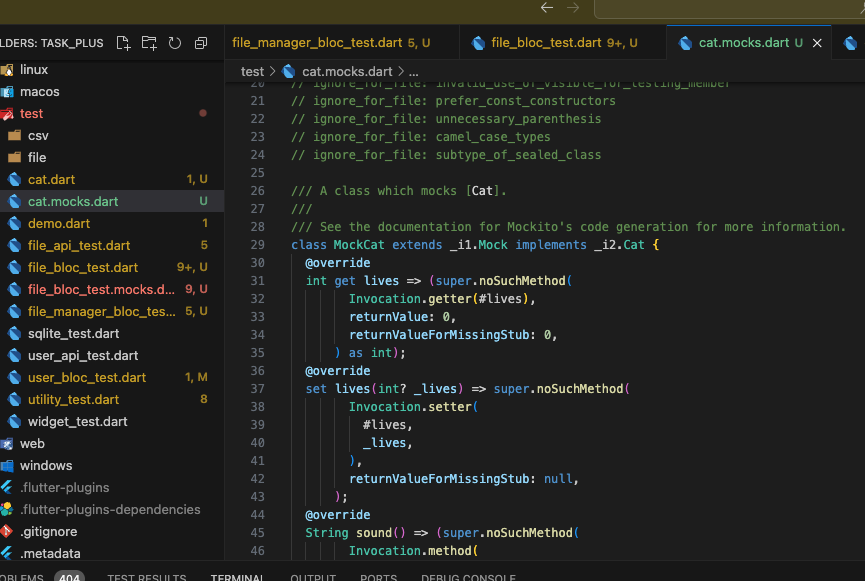 LDERS: TASK_PLUS
linux
macos
test
csv
file
cat.dart 1, U
cat.mocks.dart U
demo.dart 1
file_api_test.dart 5
file_bloc_test.dart 9+, U
file_bloc_test.mocks.d... 9, U
file_manager_bloc_tes... 5, U
sqlite_test.dart
user_api_test.dart
user_bloc_test.dart 1, M
utility_test.dart 8
widget_test.dart
web
windows
.flutter-plugins
.flutter-plugins-dependencies
.gitignore
.metadata
file_manager_bloc_test.dart 5, U
file_bloc_test.dart 9+, U
cat.mocks.dart U
test > cat.mocks.dart > ...
20 // ignore_for_file: invalid_use_of_visible_for_testing_member
21 // ignore_for_file: prefer_const_constructors
22 // ignore_for_file: unnecessary_parenthesis
23 // ignore_for_file: camel_case_types
24 // ignore_for_file: subtype_of_sealed_class
25
26 /// A class which mocks [Cat].
27 ///
28 /// See the documentation for Mockito's code generation for more information.
29 class MockCat extends _i1.Mock implements _i2.Cat {
30 @override
31 int get lives => (super.noSuchMethod(
32 Invocation.getter(#lives),
33 returnValue: 0,
34 returnValueForMissingStub: 0,
35 ) as int);
36 @override
37 set lives(int? _lives) => super.noSuchMethod(
38 Invocation.setter(
39 #lives,
40 _lives,
41 ),
42 returnValueForMissingStub: null,
43 );
44 @override
45 String sound() => (super.noSuchMethod(
46 Invocation.method(
OBLEMS 404 TEST RESULTS TERMINAL OUTPUT PORTS DEBUG CONSOLE